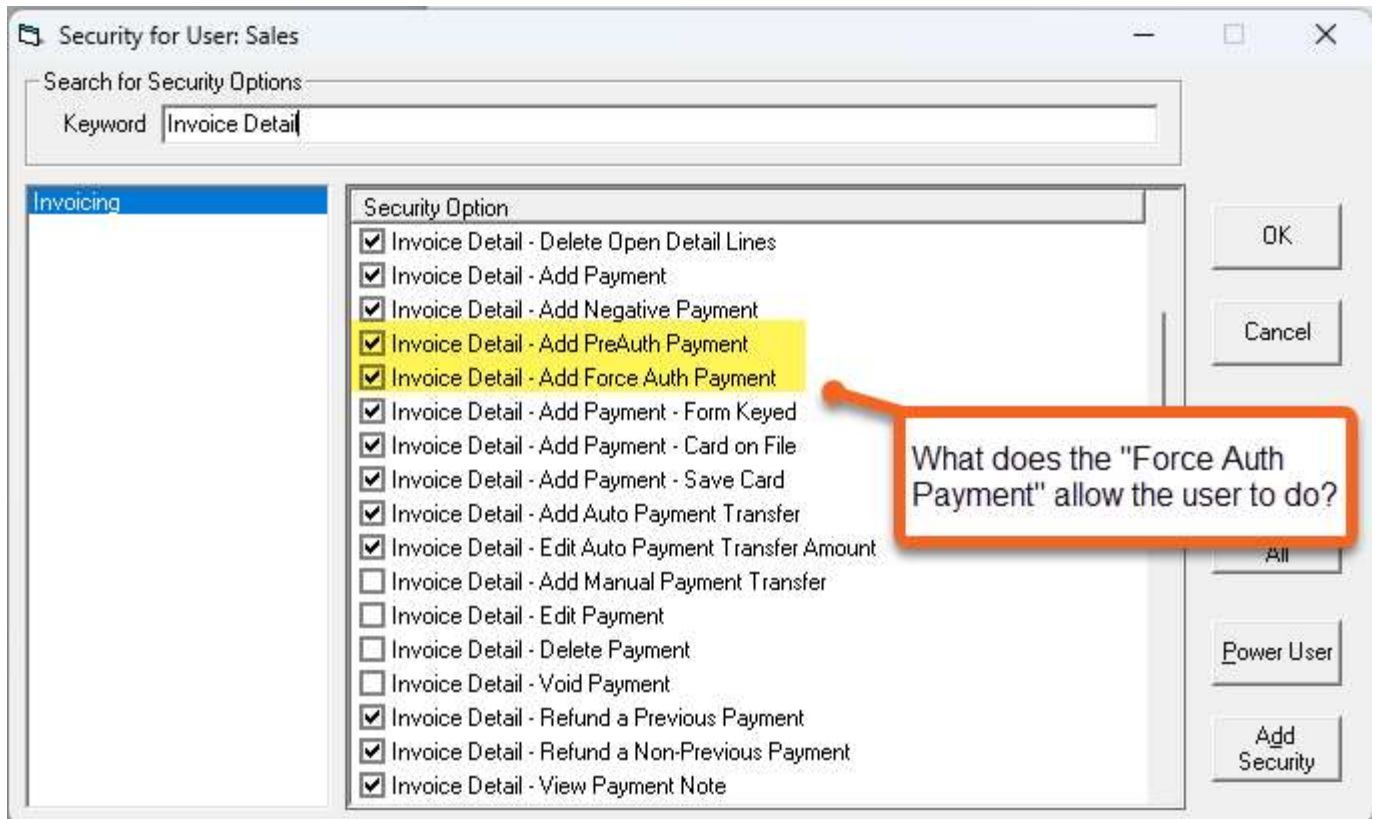 Security for User: Sales
Search for Security Options
Keyword Invoice Detail
Invoicing
Security Option
Invoice Detail - Delete Open Detail Lines
Invoice Detail - Add Payment
Invoice Detail - Add Negative Payment
Invoice Detail - Add PreAuth Payment
Invoice Detail - Add Force Auth Payment
Invoice Detail - Add Payment - Form Keyed
Invoice Detail - Add Payment - Card on File
Invoice Detail - Add Payment - Save Card
Invoice Detail - Add Auto Payment Transfer
Invoice Detail - Edit Auto Payment Transfer Amount
Invoice Detail - Add Manual Payment Transfer
Invoice Detail - Edit Payment
Invoice Detail - Delete Payment
Invoice Detail - Void Payment
Invoice Detail - Refund a Previous Payment
Invoice Detail - Refund a Non-Previous Payment
Invoice Detail - View Payment Note
What does the "Force Auth
Payment" allow the user to do?
OK
Cancel
All
Power User
Add
Security